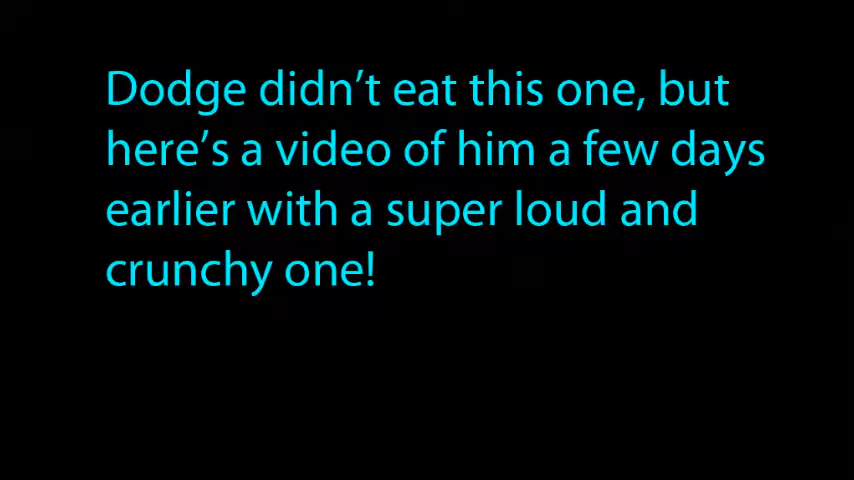 Dodge didn’t eat this one, but
here’s a video of him a few days
earlier with a super loud and
crunchy one!